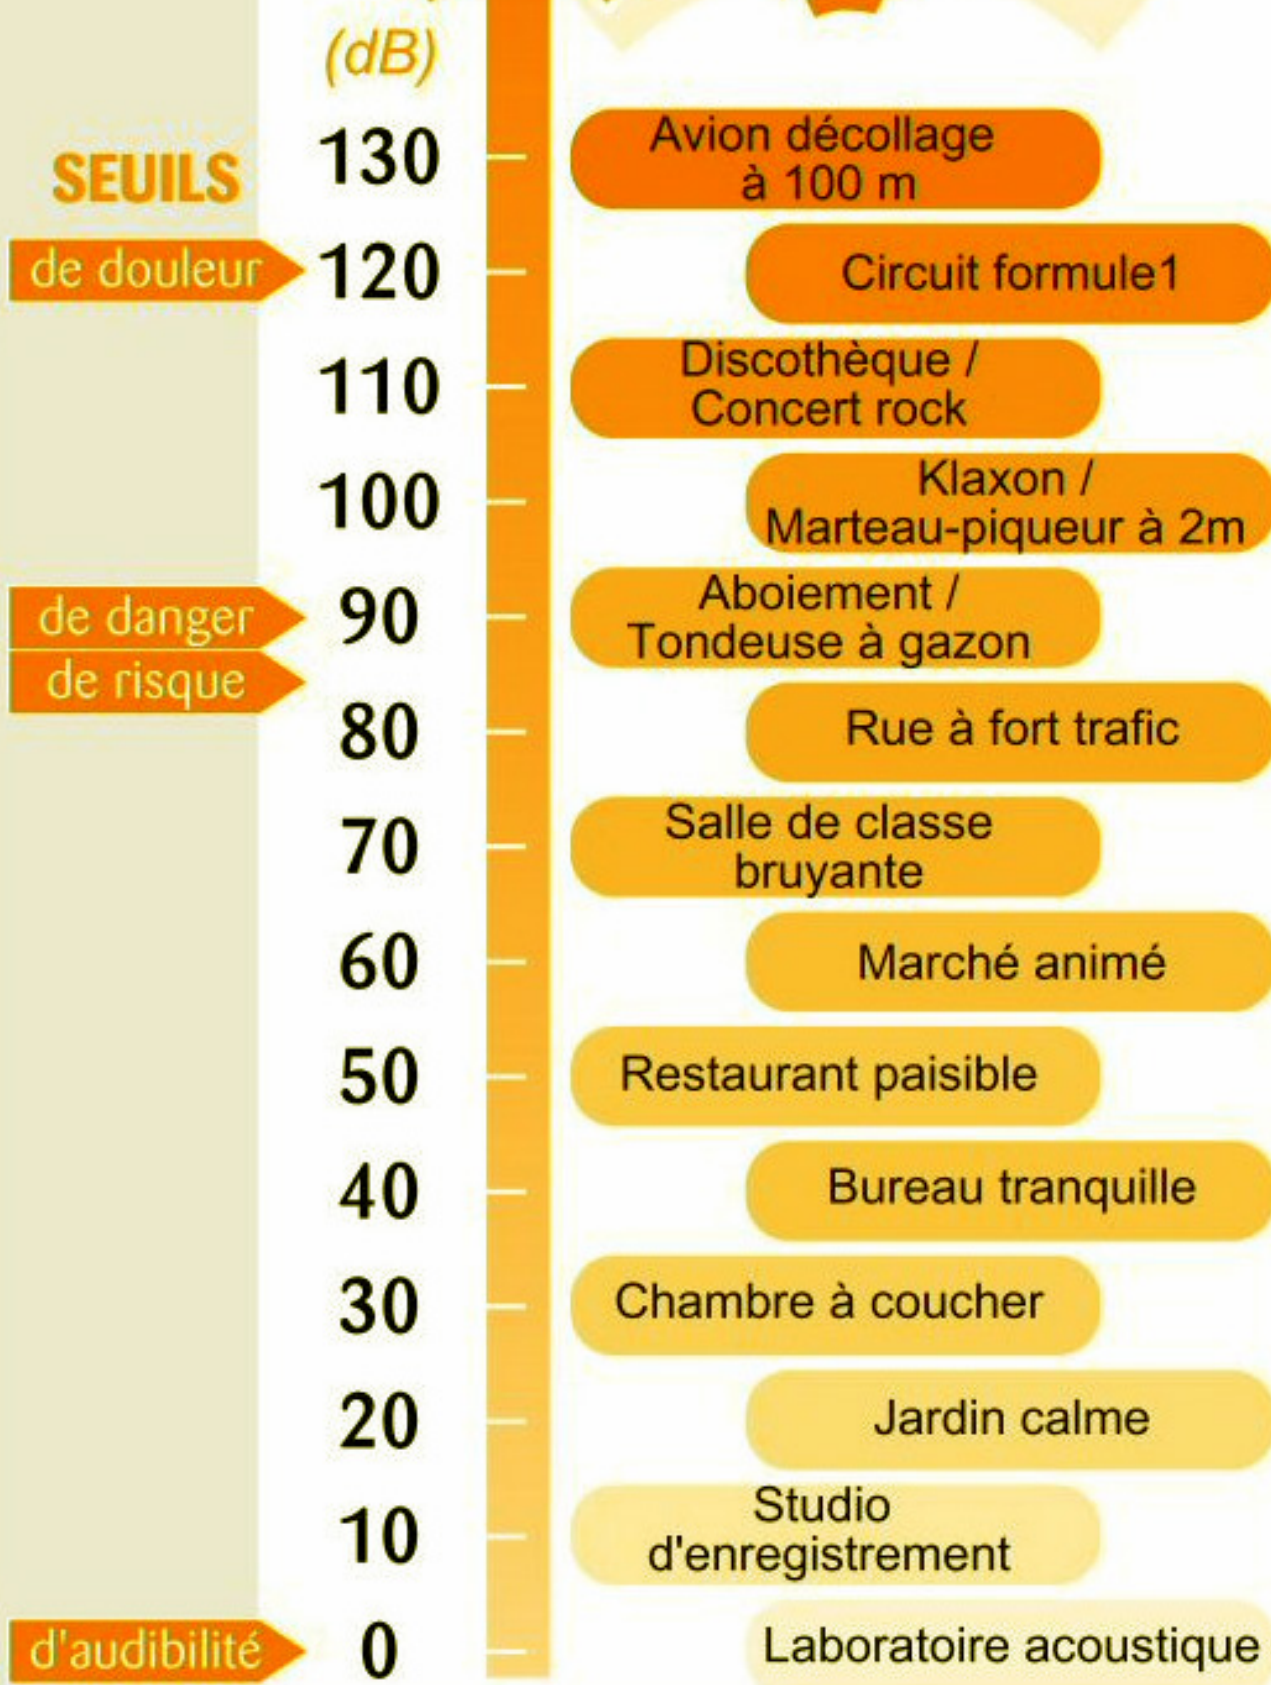 (dB)
SEUILS
130
Avion décollage
à 100 m
de douleur
120
Circuit formule1
110
Discothèque /
Concert rock
100
Klaxon /
Marteau-piqueur à 2m
de danger
90
Aboiement /
Tondeuse à gazon
de risque
80
Rue à fort trafic
70
Salle de classe
bruyante
60
Marché animé
50
Restaurant paisible
40
Bureau tranquille
30
Chambre à coucher
20
Jardin calme
10
Studio
d'enregistrement
d'audibilité
0
Laboratoire acoustique